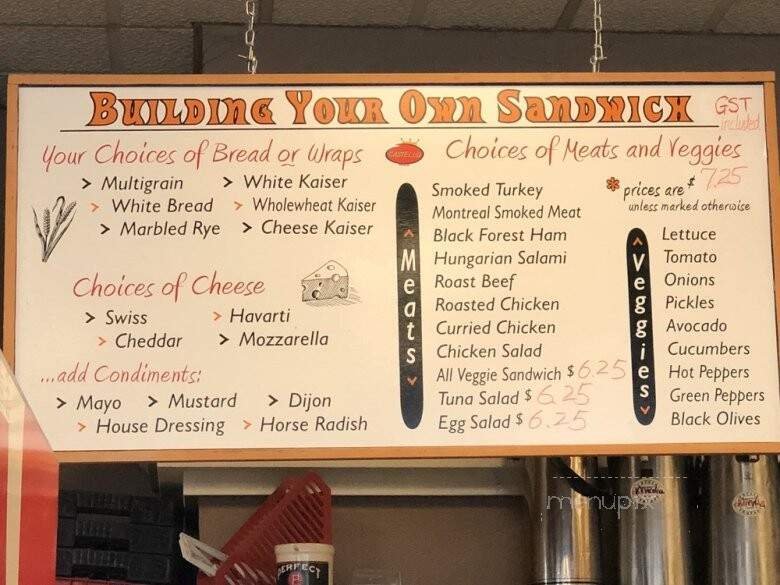 BUILDING YOUR OWN SANDWICH
GST
included
Your Choices of Bread or Wraps
> Multigrain > White Kaiser
> White Bread > Wholewheat Kaiser
> Marbled Rye > Cheese Kaiser
Choices of Cheese
> Swiss > Havarti
> Cheddar > Mozzarella
...add Condiments:
> Mayo > Mustard > Dijon
> House Dressing > Horse Radish
CASTELLO
Choices of Meats and Veggies
* prices are $ 7.25
unless marked otherwise
Meats
Smoked Turkey
Montreal Smoked Meat
Black Forest Ham
Hungarian Salami
Roast Beef
Roasted Chicken
Curried Chicken
Chicken Salad
All Veggie Sandwich $ 6.25
Tuna Salad $ 6.25
Egg Salad $ 6.25
Veggies
Lettuce
Tomato
Onions
Pickles
Avocado
Cucumbers
Hot Peppers
Green Peppers
Black Olives
menupix
PERFECT